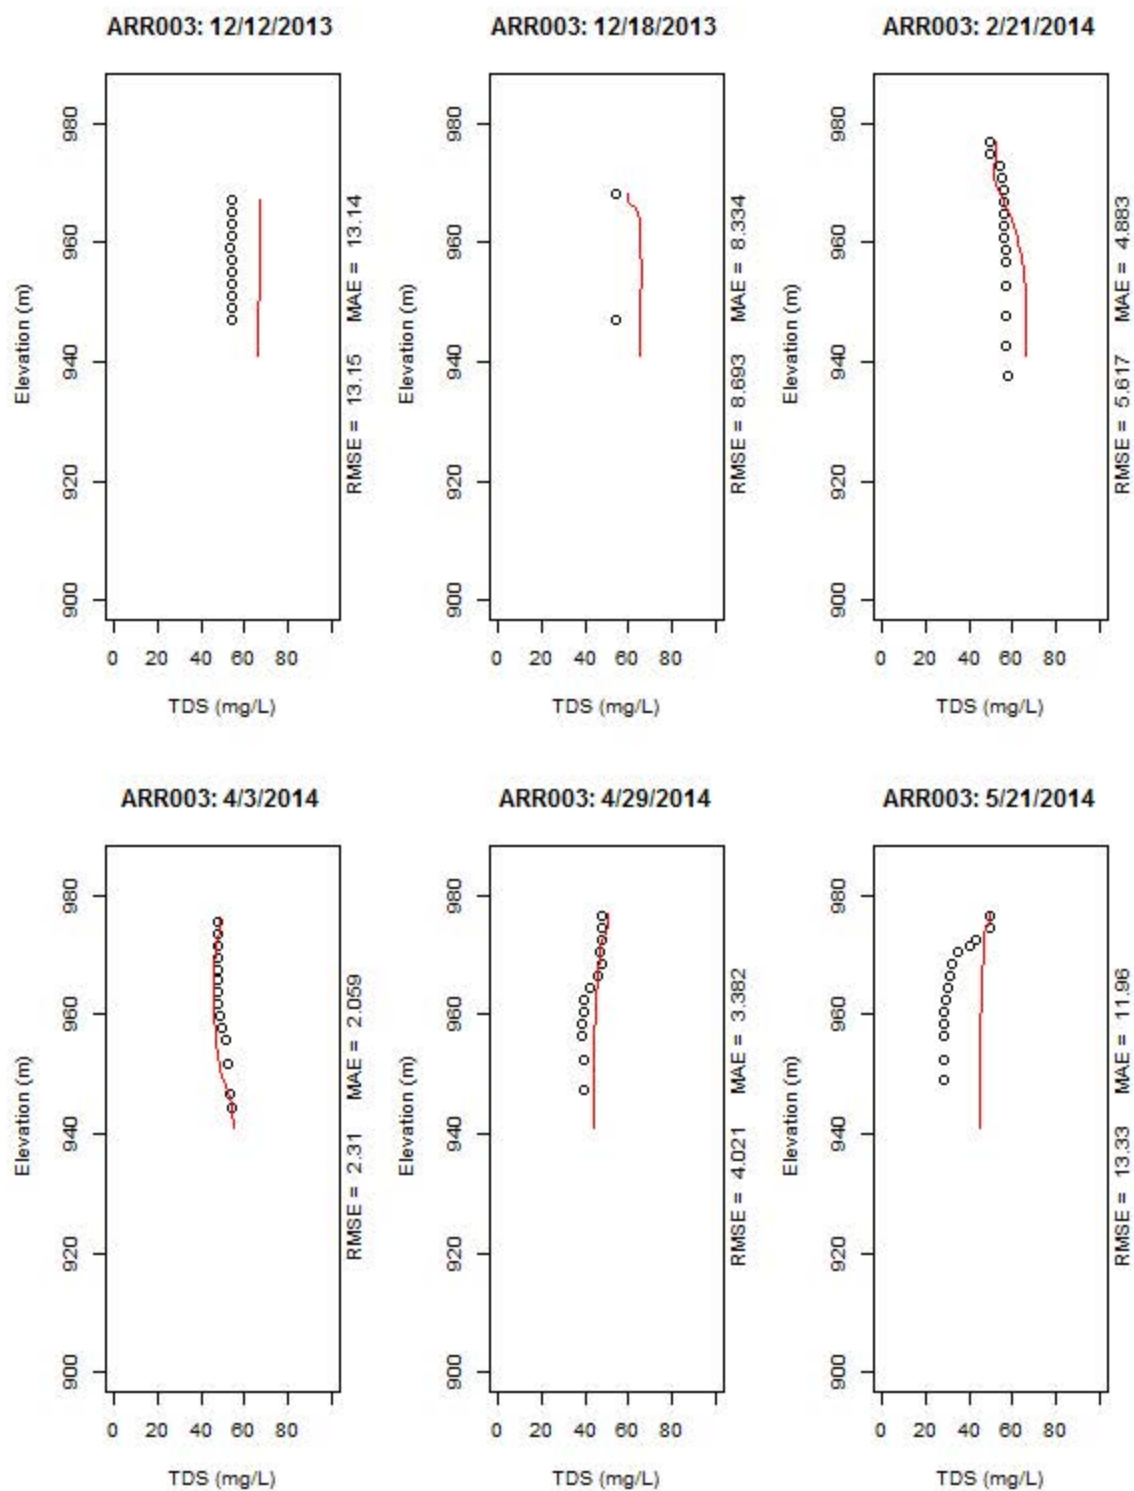 ARR003: 12/12/2013
980
960
940
920
900
Elevation (m)
0 20 40 60 80
TDS (mg/L)
RMSE = 13.15 MAE = 13.14
ARR003: 12/18/2013
980
960
940
920
900
Elevation (m)
0 20 40 60 80
TDS (mg/L)
RMSE = 8.693 MAE = 8.334
ARR003: 2/21/2014
980
960
940
920
900
Elevation (m)
0 20 40 60 80
TDS (mg/L)
RMSE = 5.617 MAE = 4.883
ARR003: 4/3/2014
980
960
940
920
900
Elevation (m)
0 20 40 60 80
TDS (mg/L)
RMSE = 2.31 MAE = 2.059
ARR003: 4/29/2014
980
960
940
920
900
Elevation (m)
0 20 40 60 80
TDS (mg/L)
RMSE = 4.021 MAE = 3.382
ARR003: 5/21/2014
980
960
940
920
900
Elevation (m)
0 20 40 60 80
TDS (mg/L)
RMSE = 13.33 MAE = 11.96